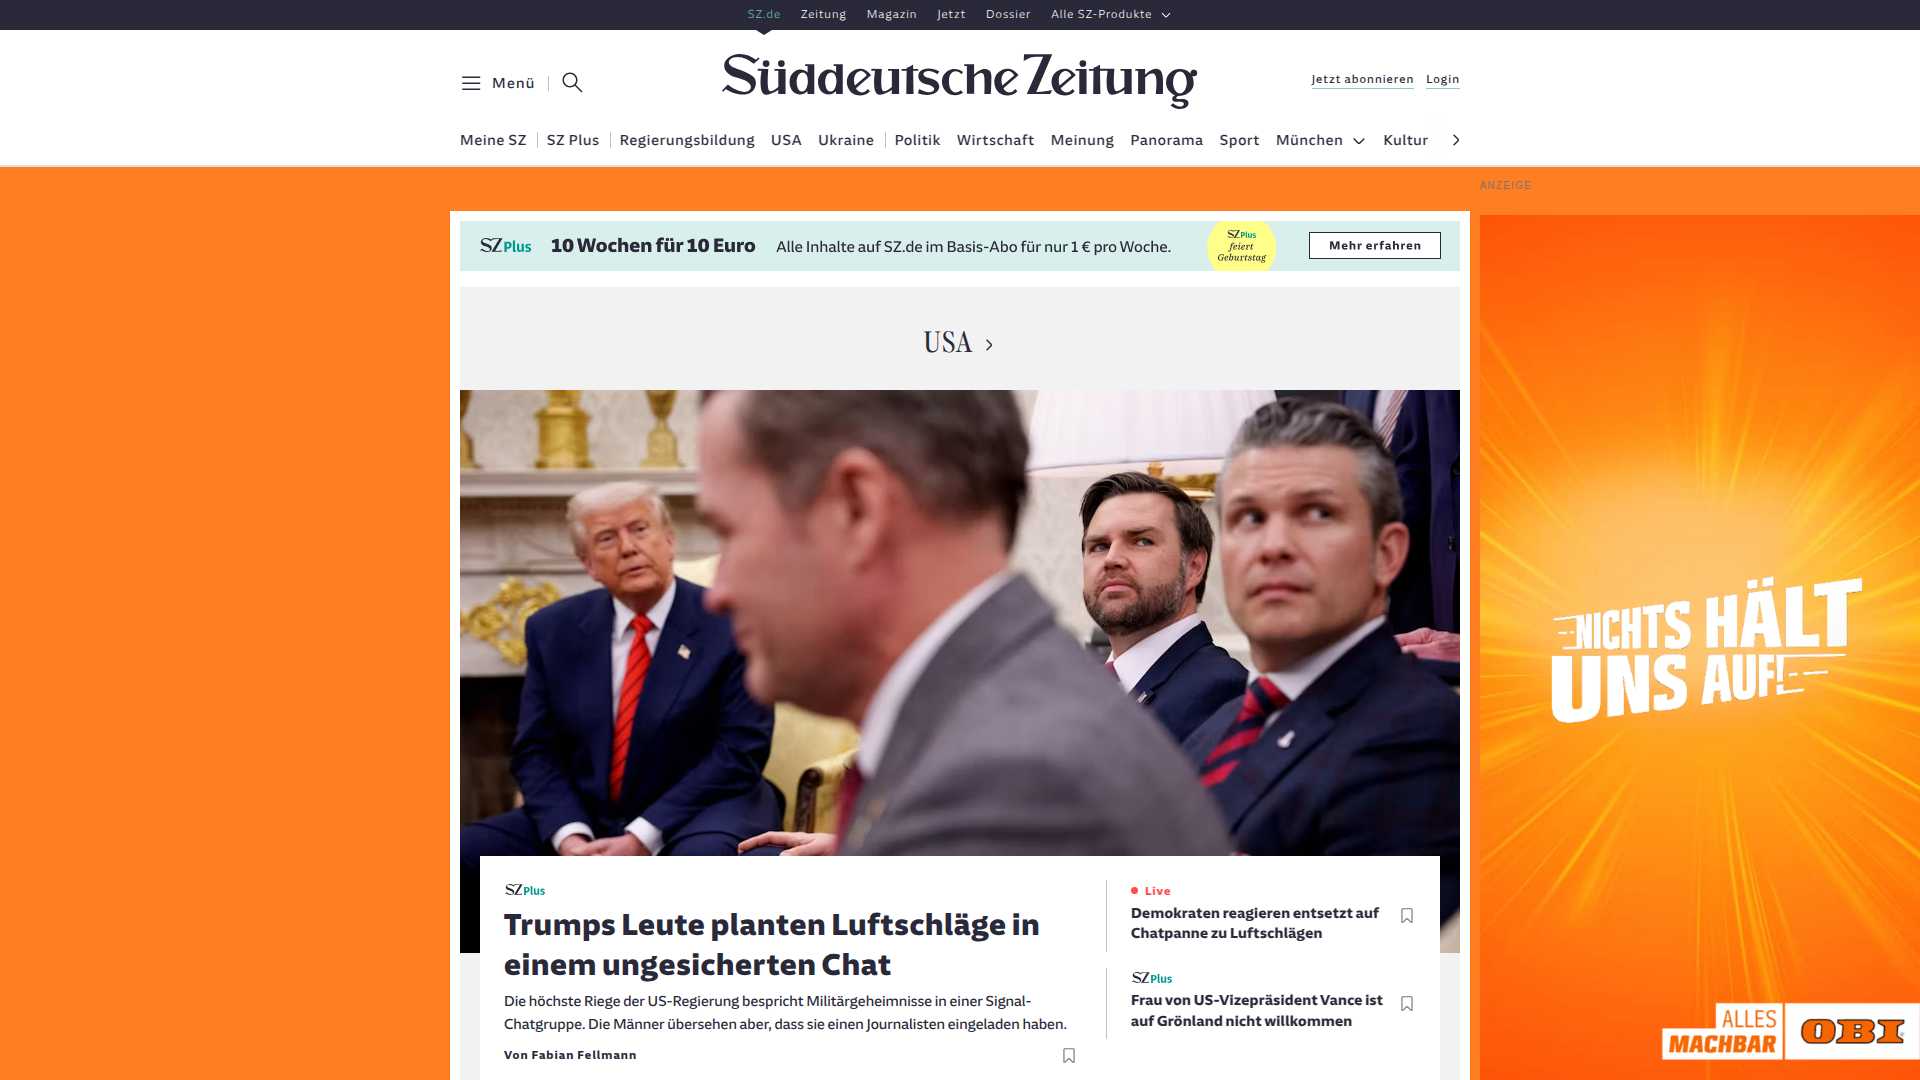 SZ.de Zeitung Magazin Jetzt Dossier Alle SZ-Produkte
Menü
Süddeutsche Zeitung
Jetzt abonnieren Login
Meine SZ SZ Plus Regierungsbildung USA Ukraine Politik Wirtschaft Meinung Panorama Sport München Kultur
ANZEIGE
SZ Plus 10 Wochen für 10 Euro Alle Inhalte auf SZ.de im Basis-Abo für nur 1 € pro Woche.
SZ Plus
feiert
Geburtstag
Mehr erfahren
USA
NICHTS HÄLT
UNS AUF!
SZ Plus
Trumps Leute planten Luftschläge in
einem ungesicherten Chat
Die höchste Riege der US-Regierung bespricht Militärgeheimnisse in einer Signal-
Chatgruppe. Die Männer übersehen aber, dass sie einen Journalisten eingeladen haben.
Von Fabian Fellmann
Live
Demokraten reagieren entsetzt auf
Chatpanne zu Luftschlägen
SZ Plus
Frau von US-Vizepräsident Vance ist
auf Grönland nicht willkommen
ALLES
MACHBAR
OBI